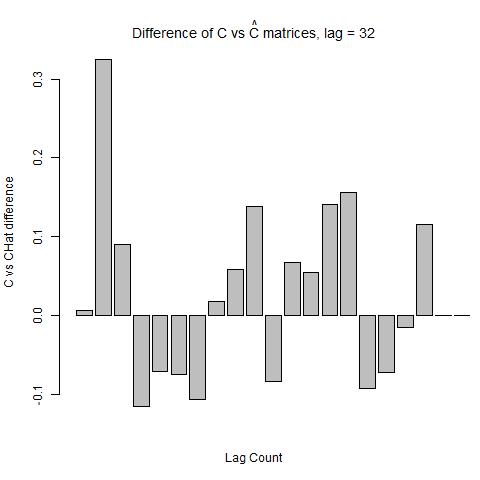 Difference of C vs Ĉ matrices, lag = 32
C vs CHat difference
0.3
0.2
0.1
0.0
-0.1
Lag Count